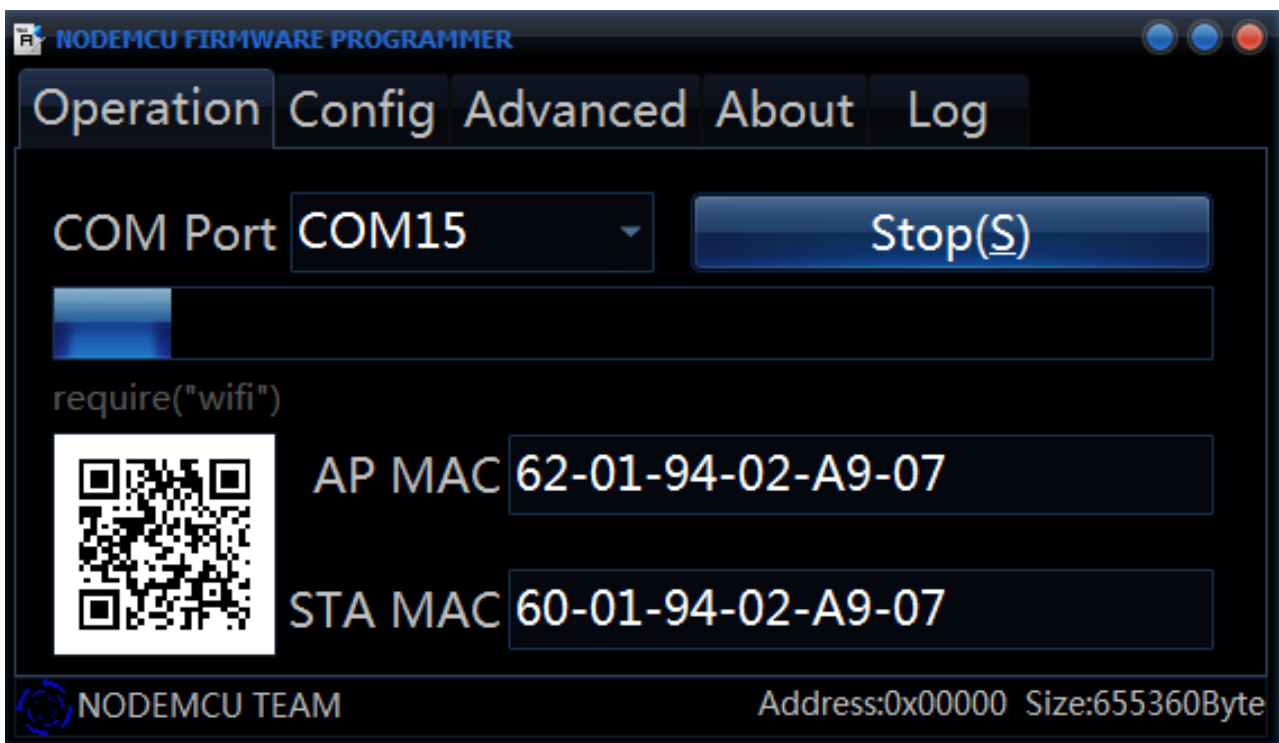 NODEMCU FIRMWARE PROGRAMMER
Operation Config Advanced About Log
COM Port COM15 Stop(S)
require("wifi")
AP MAC 62-01-94-02-A9-07
STA MAC 60-01-94-02-A9-07
NODEMCU TEAM Address:0x00000 Size:655360Byte